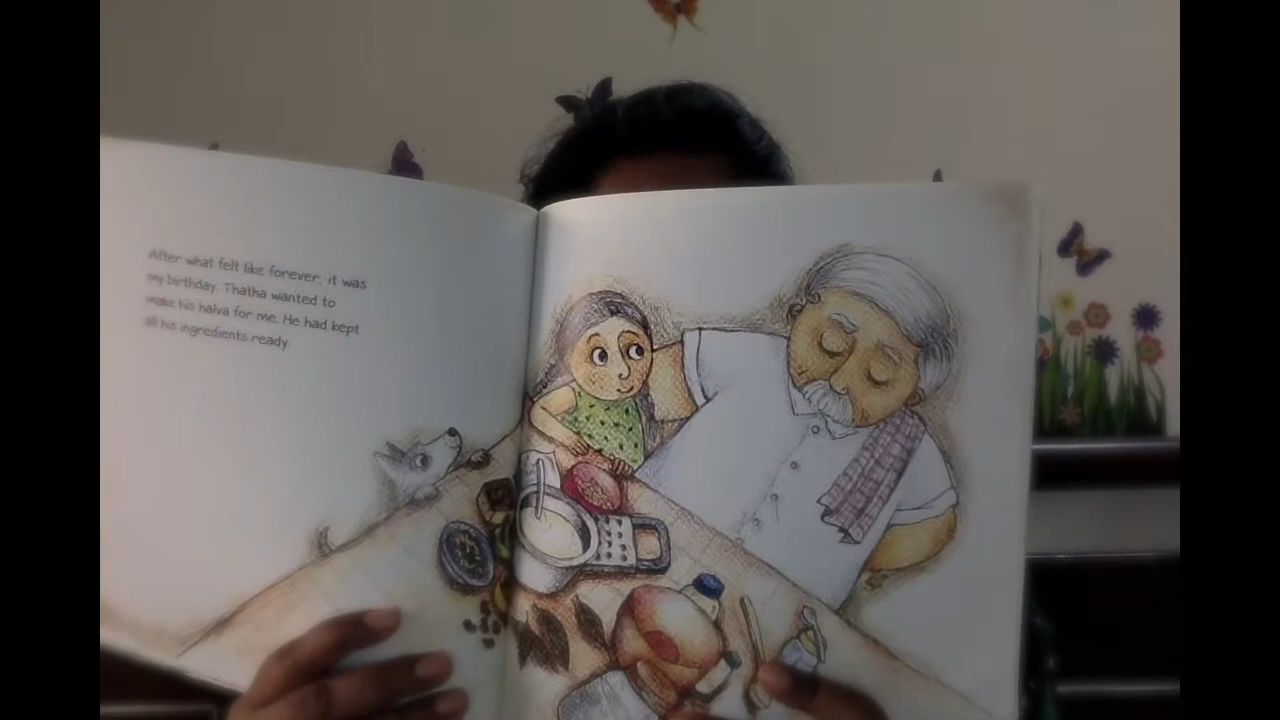 After what felt like forever, it was
my birthday. Thatha wanted to
make his halva for me. He had kept
all his ingredients ready.